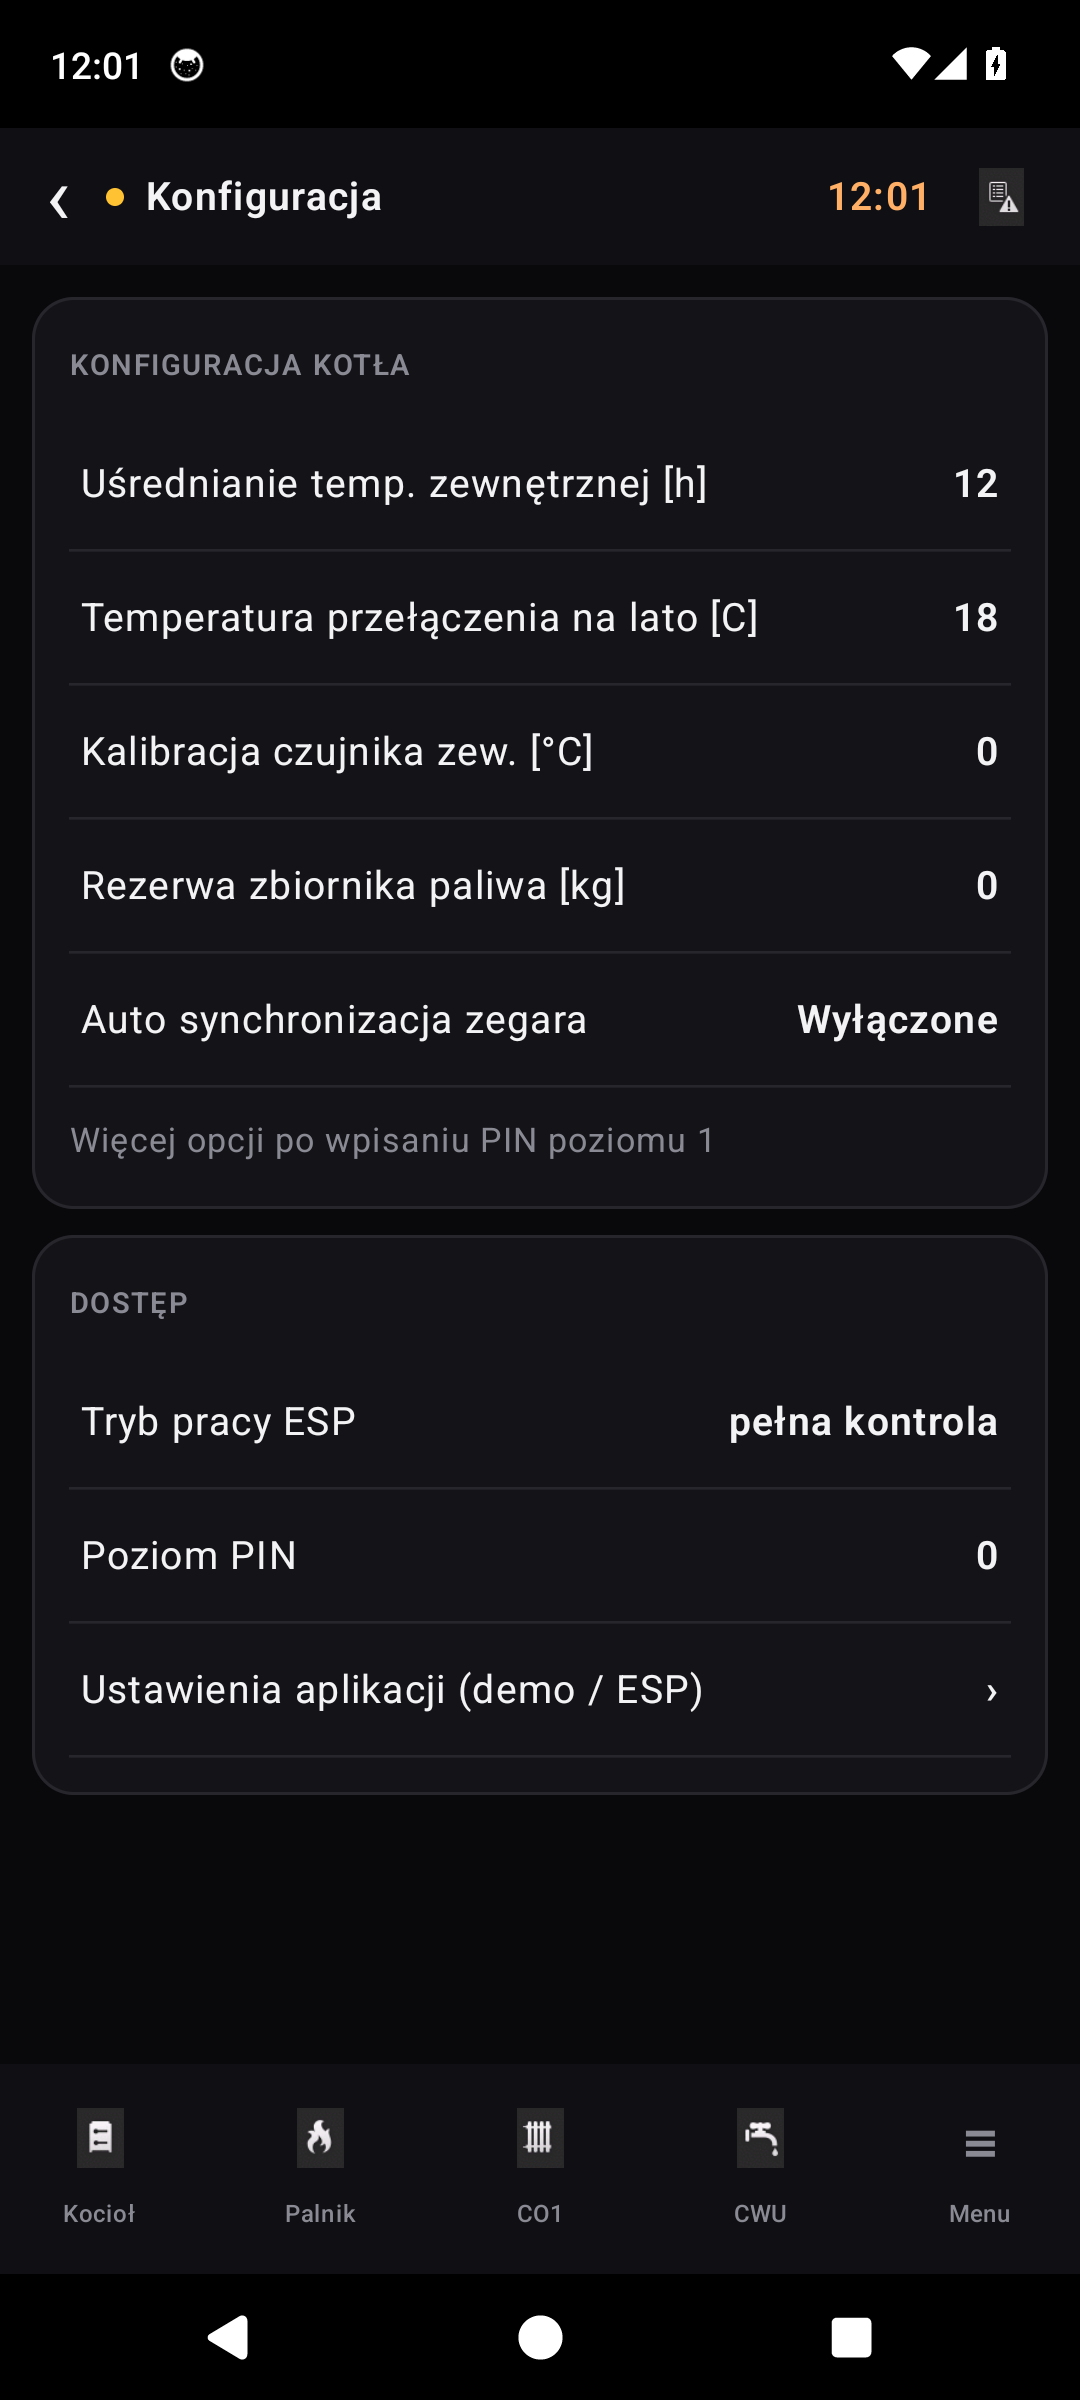 12:01
Konfiguracja
12:01
KONFIGURACJA KOTŁA
Uśrednianie temp. zewnętrznej [h] 12
Temperatura przełączenia na lato [C] 18
Kalibracja czujnika zew. [°C] 0
Rezerwa zbiornika paliwa [kg] 0
Auto synchronizacja zegara Wyłączone
Więcej opcji po wpisaniu PIN poziomu 1
DOSTĘP
Tryb pracy ESP pełna kontrola
Poziom PIN 0
Ustawienia aplikacji (demo / ESP) ›
Kocioł Palnik CO1 CWU Menu